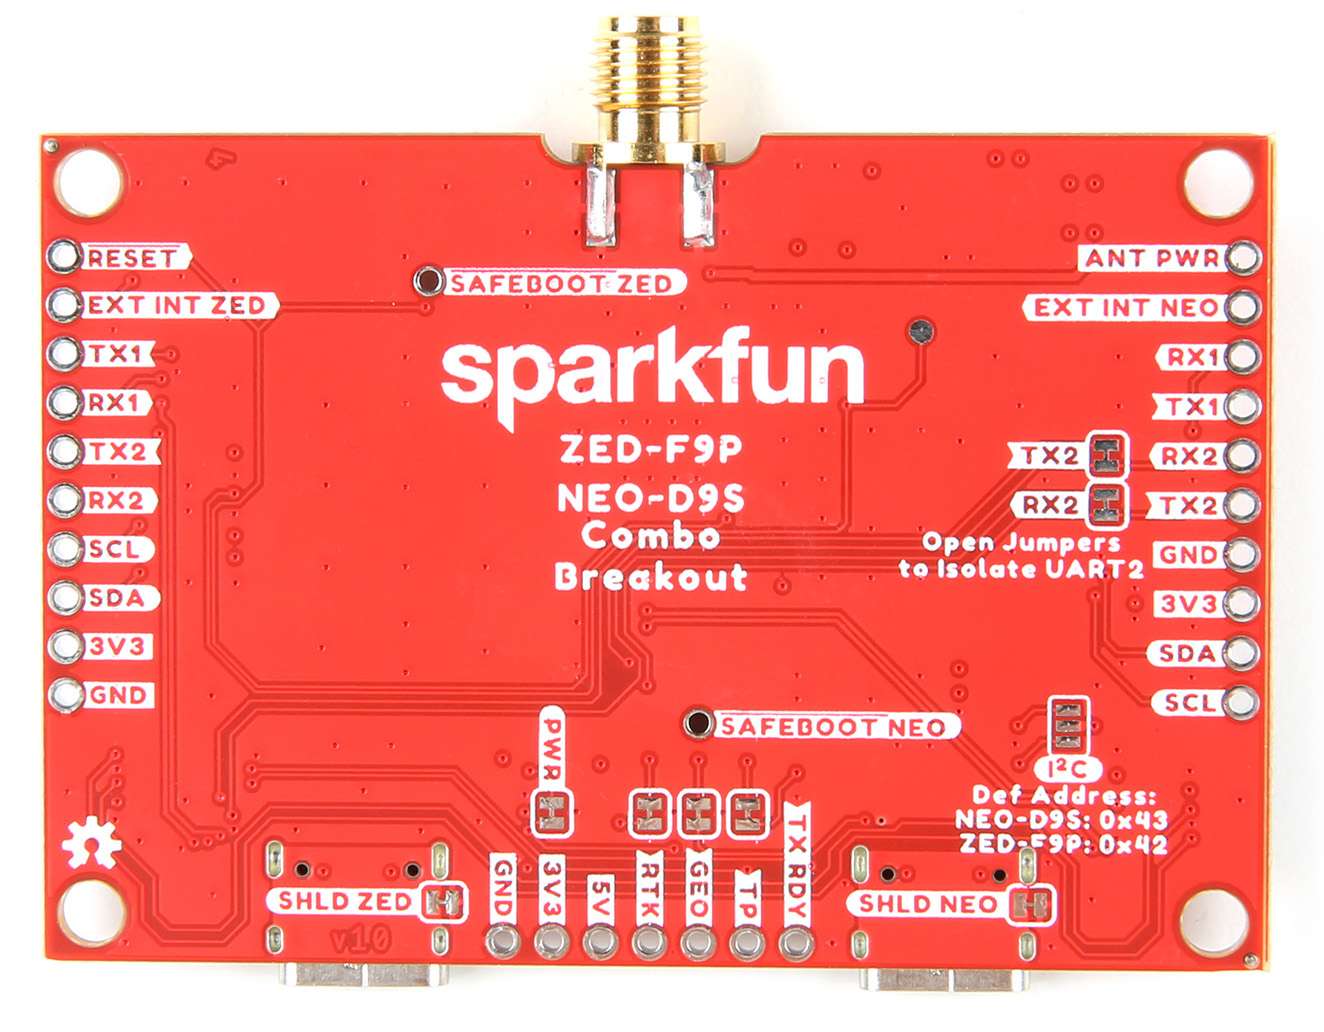 RESET
EXT INT ZED
TX1
RX1
TX2
RX2
SCL
SDA
3V3
GND
SAFEBOOT ZED
sparkfun
ZED-F9P
NEO-D9S
Combo
Breakout
ANT PWR
EXT INT NEO
RX1
TX1
TX2
RX2
RX2
TX2
Open Jumpers
to Isolate UART2
GND
3V3
SDA
SCL
SAFEBOOT NEO
I²C
Def Address:
NEO-D9S: 0x43
ZED-F9P: 0x42
PWR
SHLD ZED
v10
GND
3V3
5V
RTK
GEO
TP
TX RDY
SHLD NEO